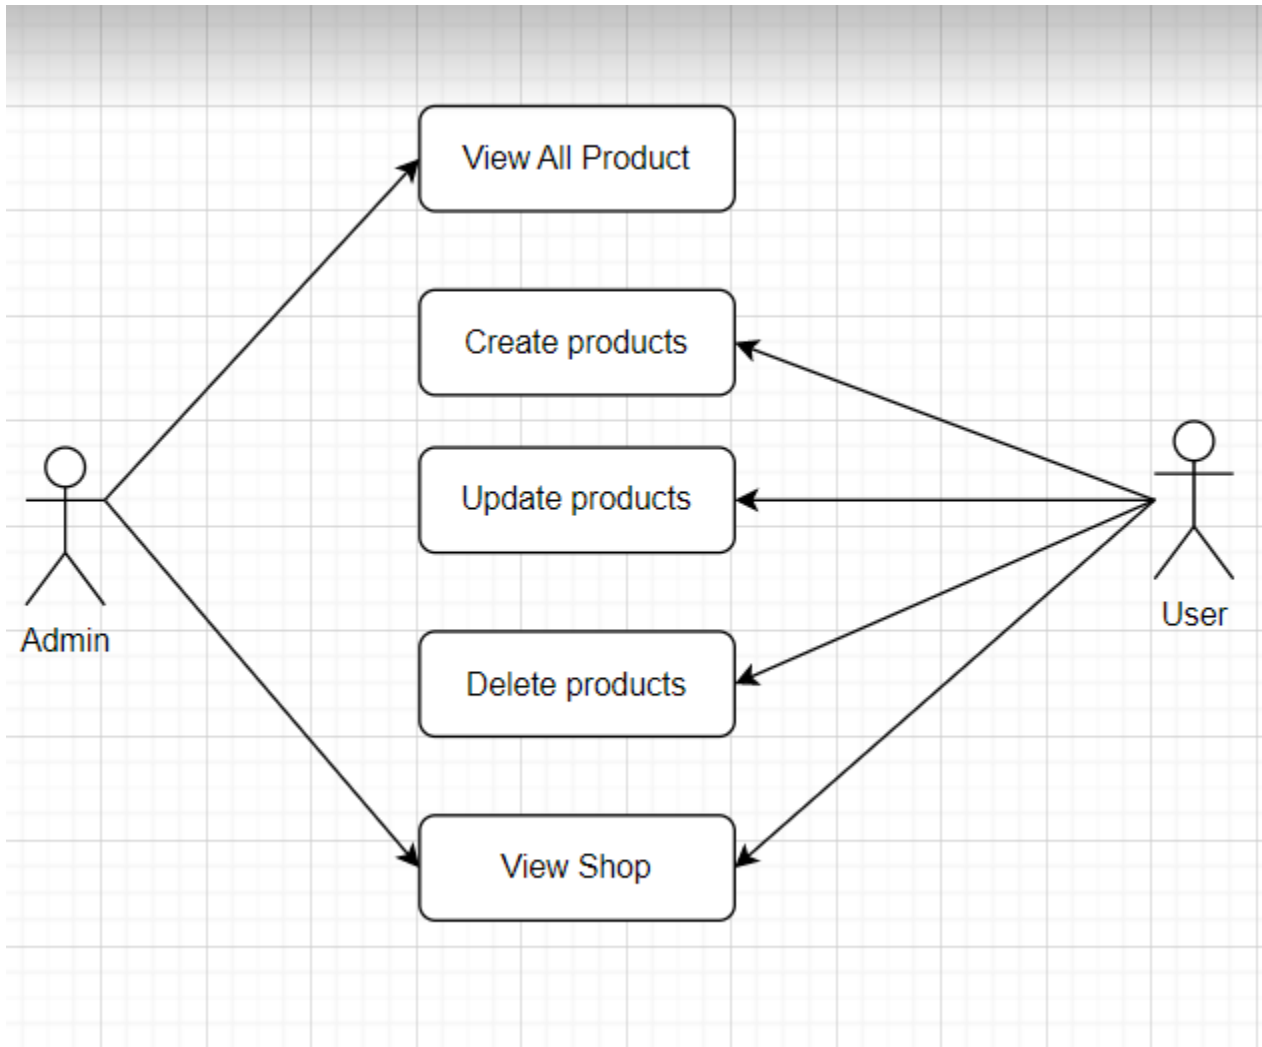 View All Product
Create products
Update products
Admin
User
Delete products
View Shop